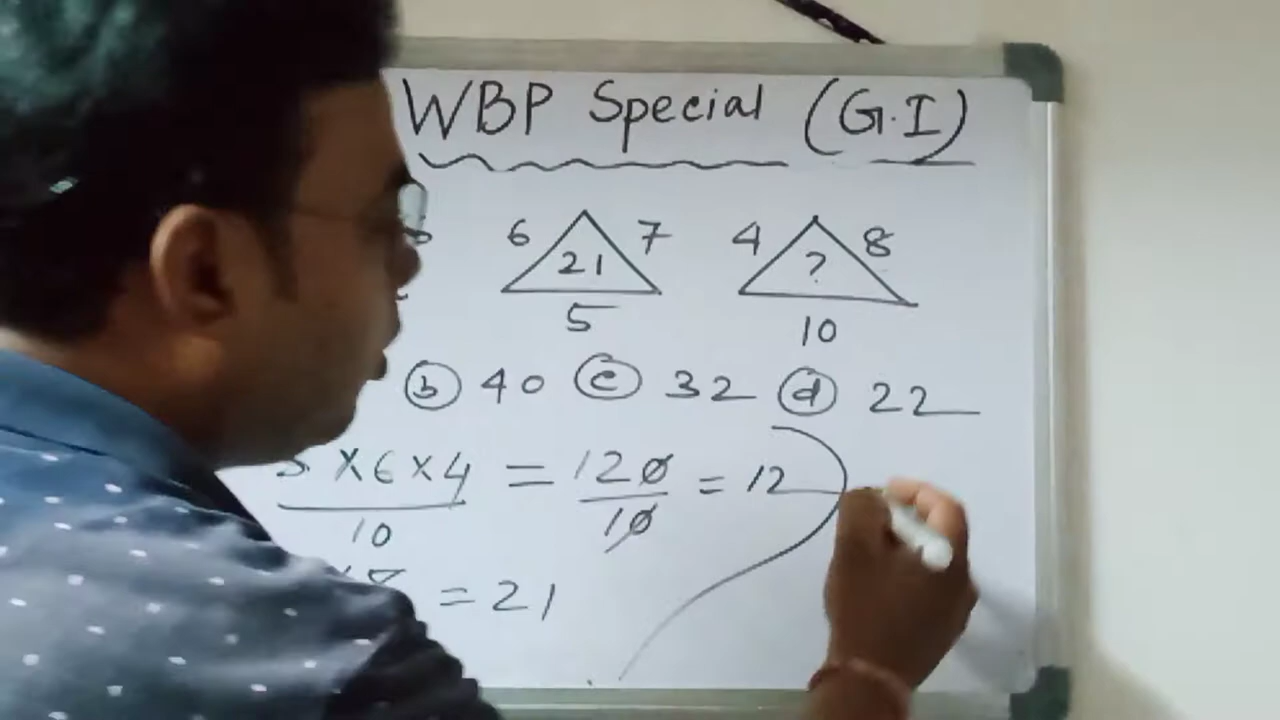 WBP Special (G.I)
6 7 4 8
21 ?
5 10
b 40 c 32 d 22
5 X 6 X 4 = 120 = 12
10 10
= 21